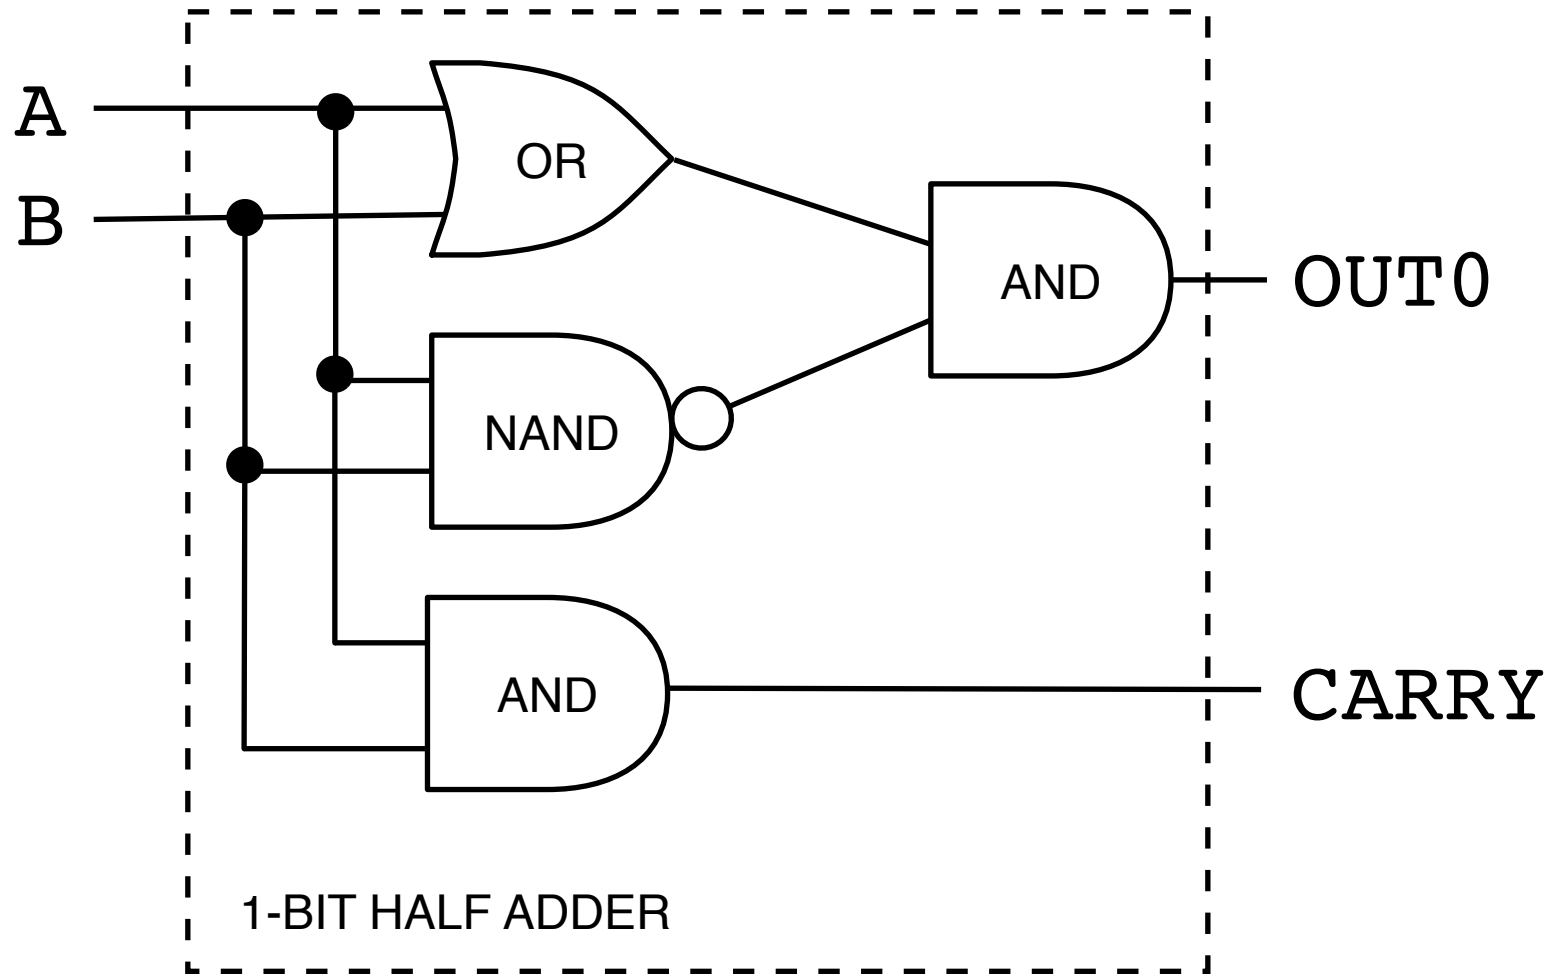 A
B
OR
NAND
AND
AND
OUT0
CARRY
1-BIT HALF ADDER